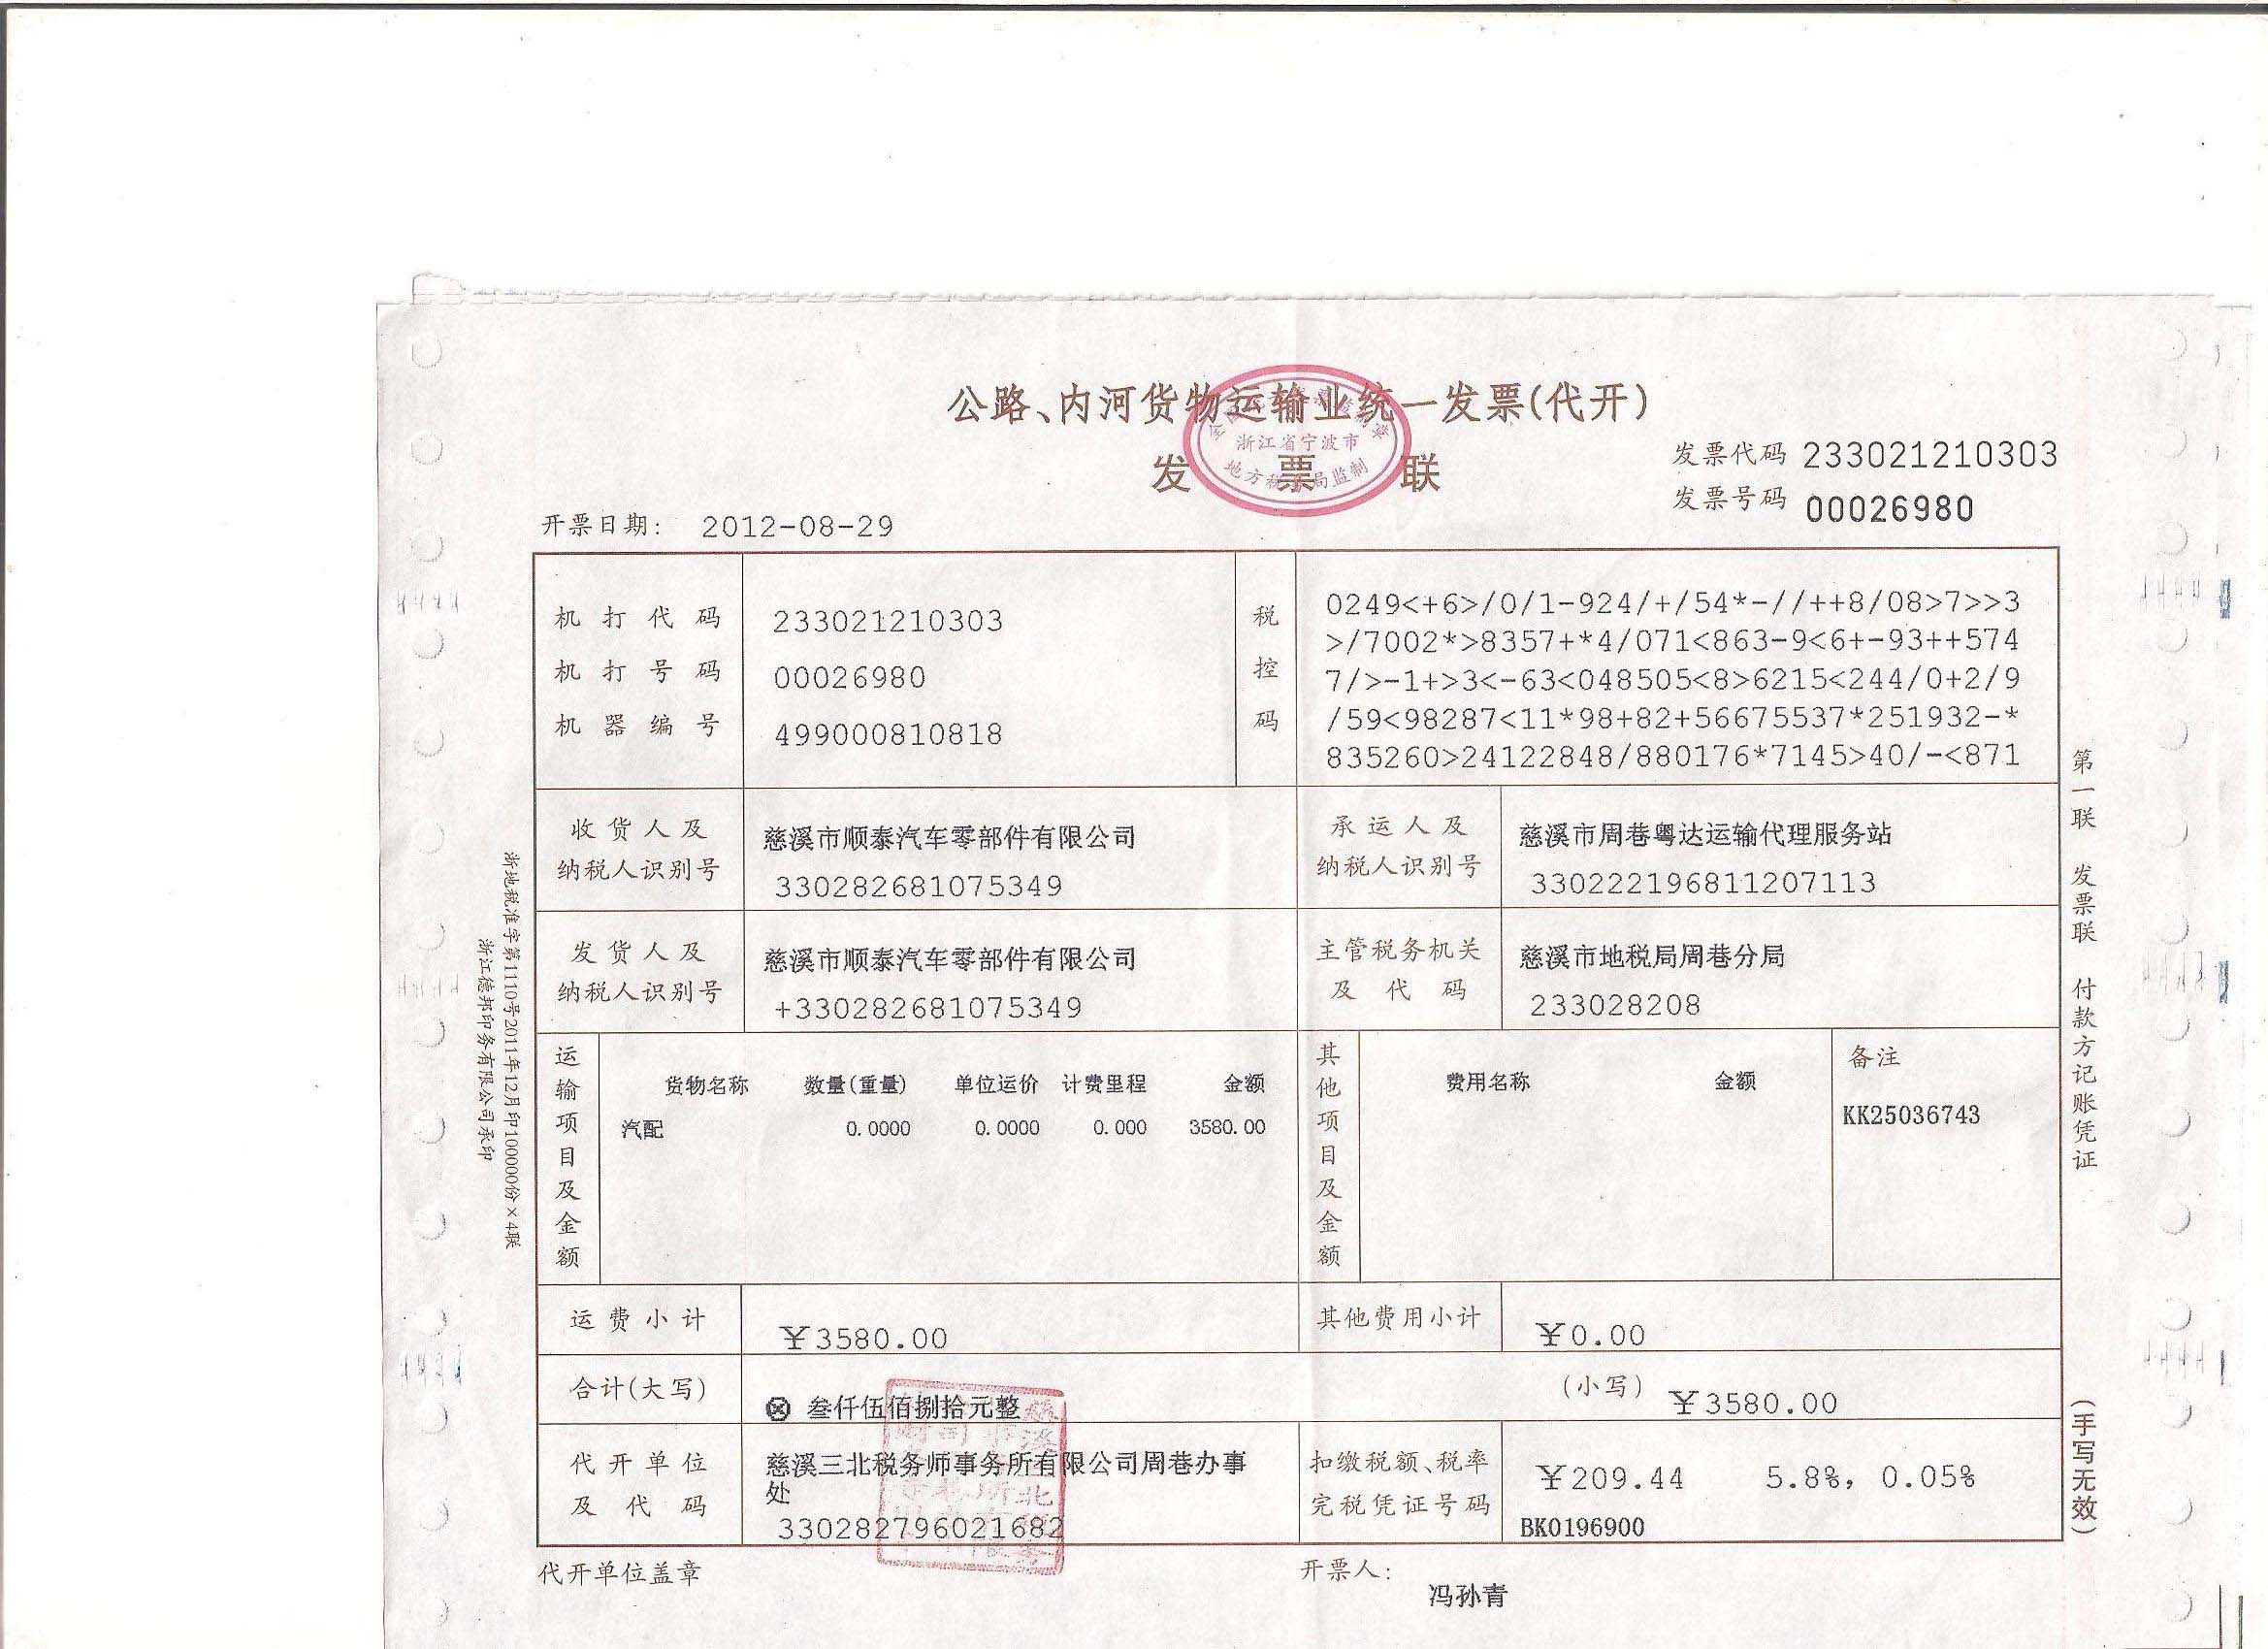 公路、内河货物运输业统一发票(代开)
浙江省宁波市
地方税务局监制
发票联
发票代码 233021210303
发票号码 00026980
开票日期: 2012-08-29
机打代码 233021210303
机打号码 00026980
机器编号 499000810818
税控码
0249<+6>/0/1-924/+/54*-//++8/08>7>>3
>/7002*>8357+*4/071<863-9<6+-93++574
7/>-1+>3<-63<048505<8>6215<244/0+2/9
/59<98287<11*98+82+56675537*251932-*
835260>24122848/880176*7145>40/-<871
收货人及纳税人识别号
慈溪市顺泰汽车零部件有限公司
330282681075349
承运人及纳税人识别号
慈溪市周巷粤达运输代理服务站
330222196811207113
发货人及纳税人识别号
慈溪市顺泰汽车零部件有限公司
+330282681075349
主管税务机关及代码
慈溪市地税局周巷分局
233028208
运输项目及金额
货物名称 数量(重量) 单位运价 计费里程 金额
汽配 0.0000 0.0000 0.000 3580.00
其他项目及金额
费用名称 金额
备注
KK25036743
运费小计 ¥3580.00
其他费用小计 ¥0.00
合计(大写) ⊗ 叁仟伍佰捌拾元整 (小写) ¥3580.00
代开单位及代码
慈溪三北税务师事务所有限公司周巷办事
处
330282796021682
扣缴税额、税率 ¥209.44 5.8%, 0.05%
完税凭证号码 BK0196900
代开单位盖章
开票人: 冯孙青
第一联 发票联 付款方记账凭证
(手写无效)
浙地税准字第1110号2011年12月印100000份×4联
浙江德邦印务有限公司承印